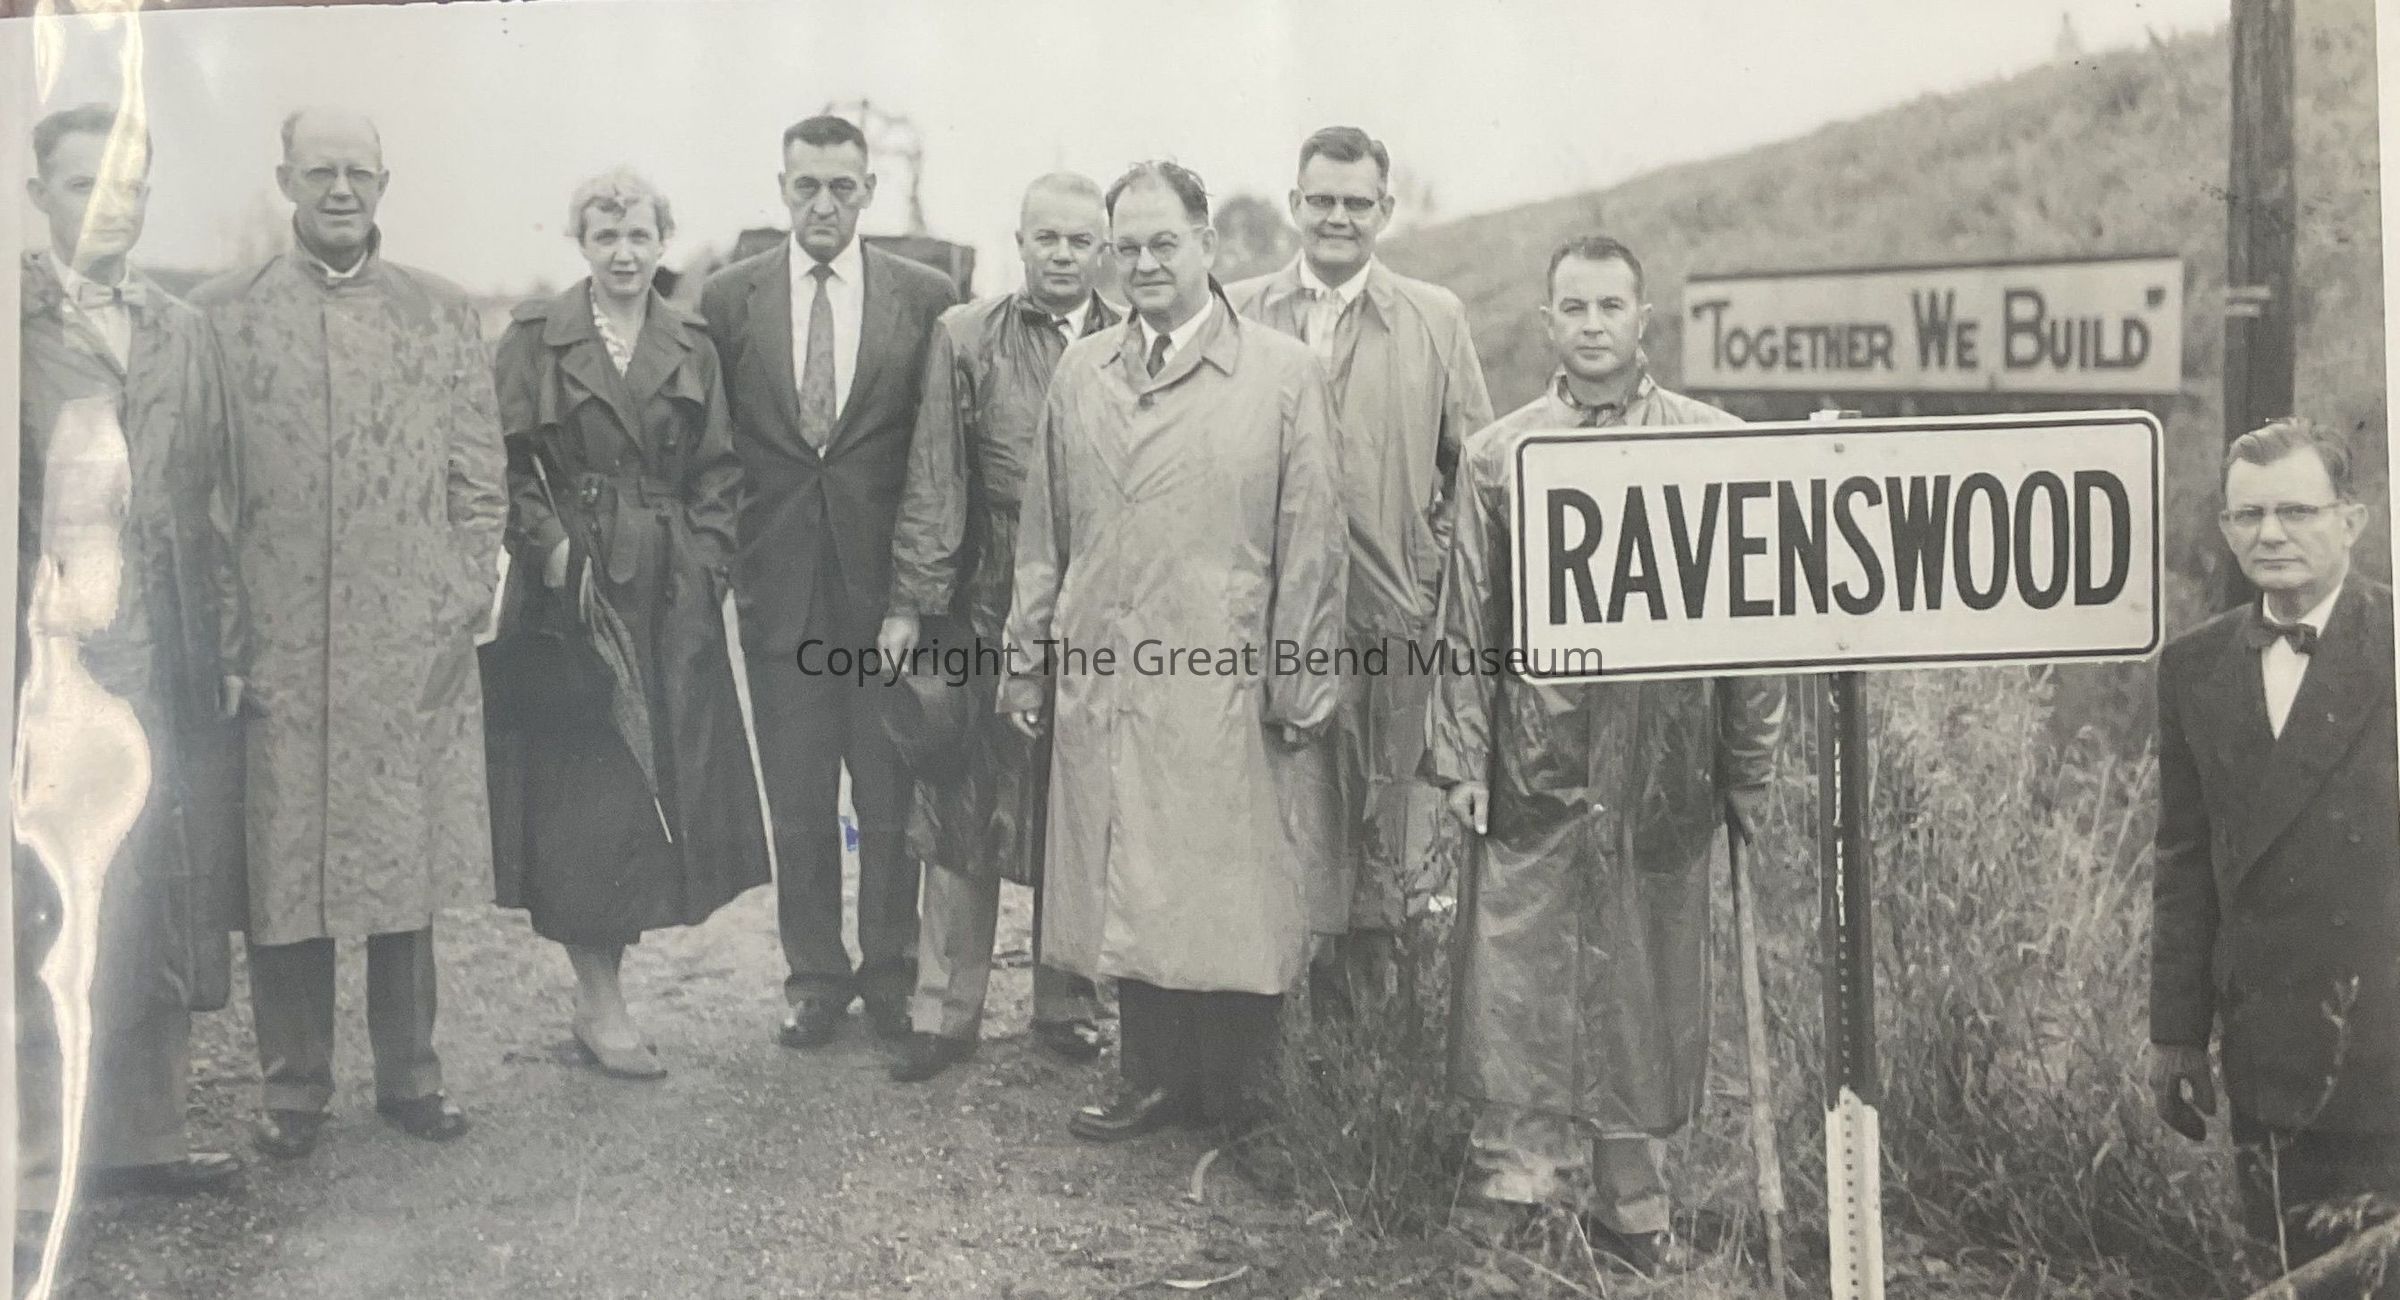 "TOGETHER WE BUILD"
RAVENSWOOD
Copyright The Great Bend Museum